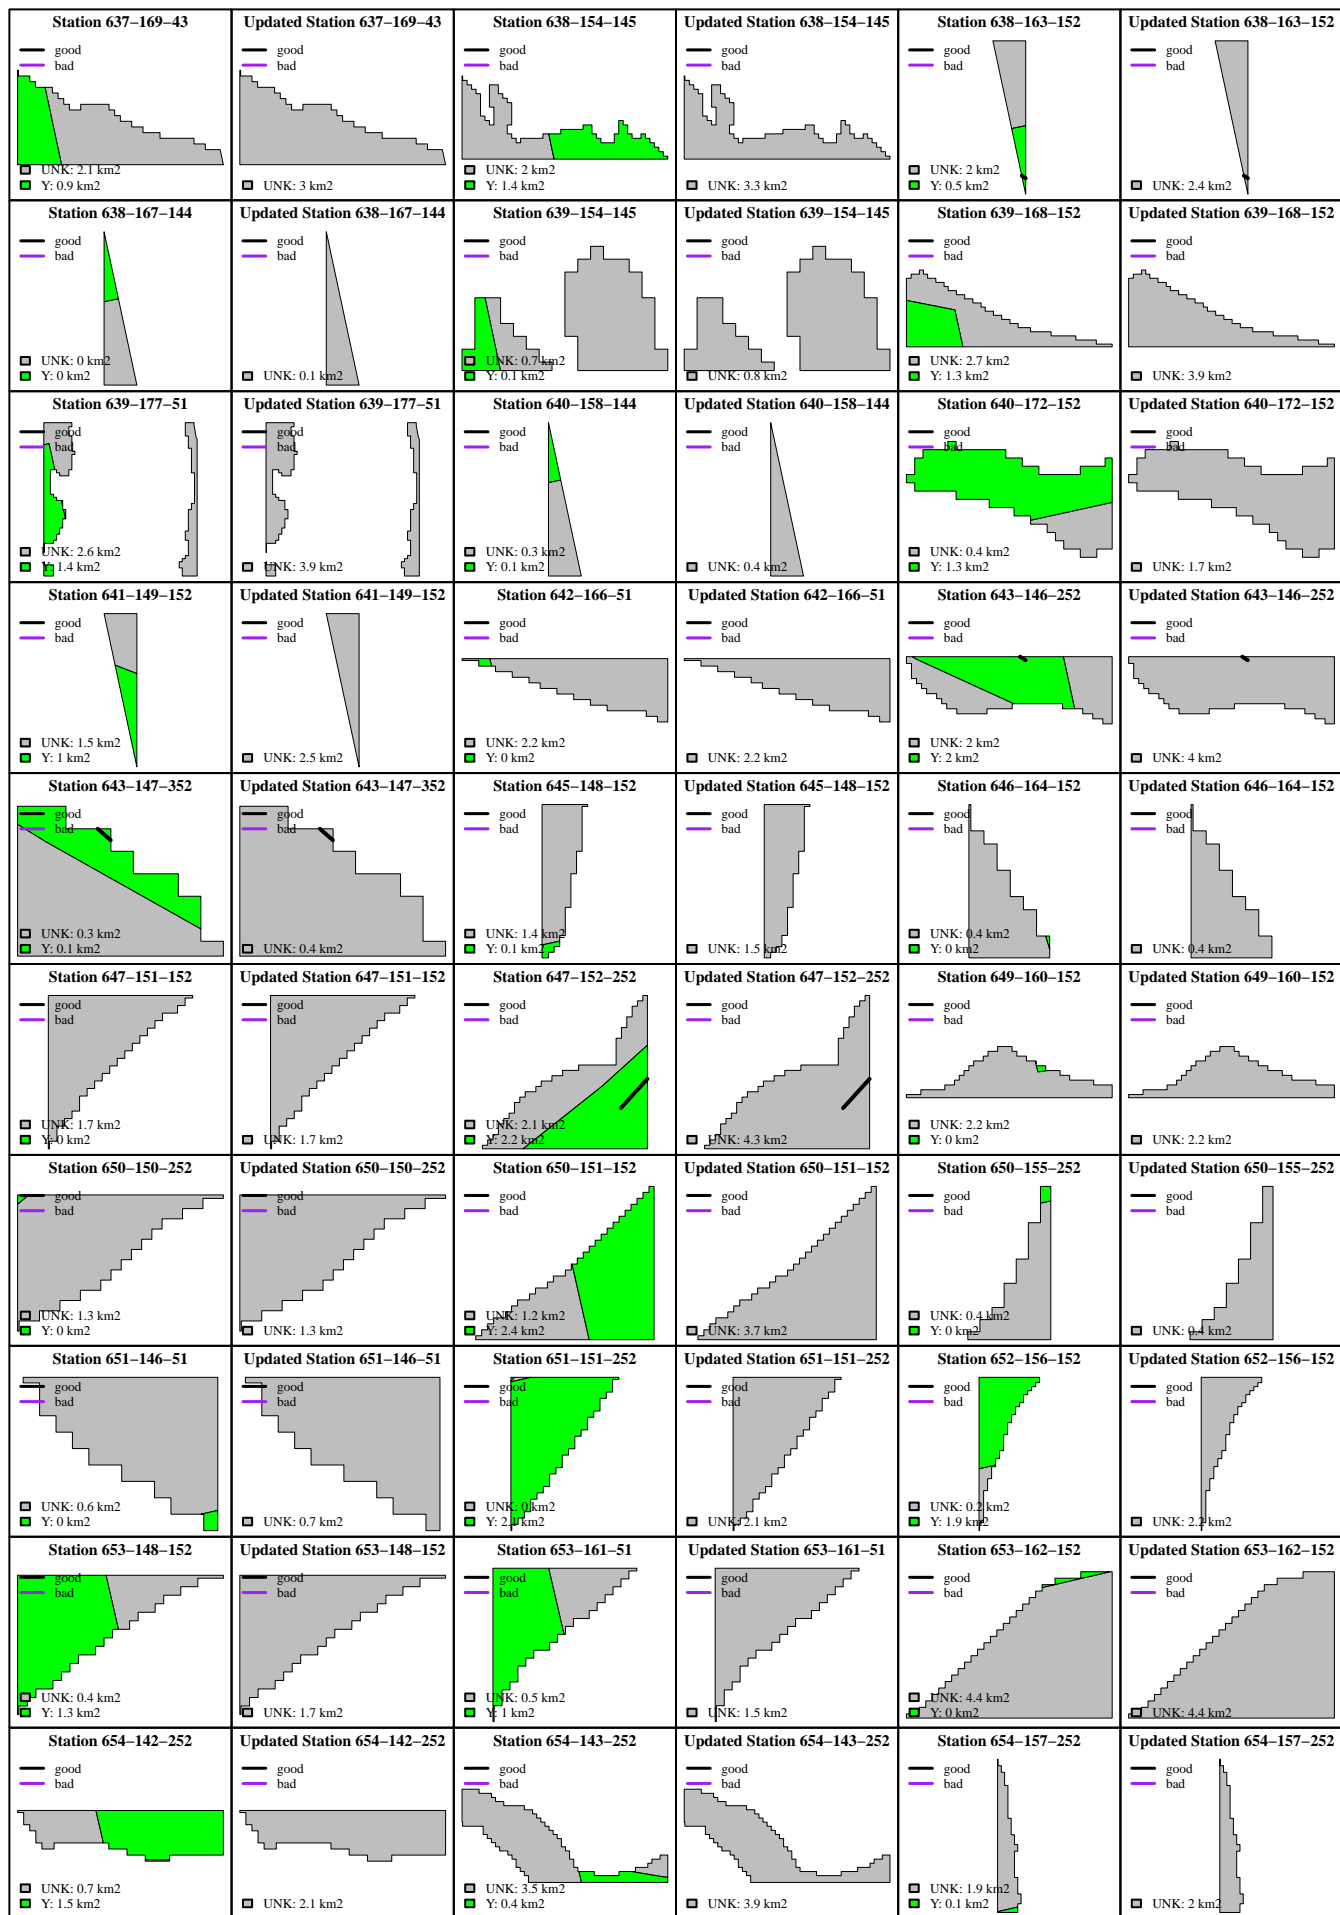 Station 637−169−43
good
bad
UNK: 2.1 km2
Y: 0.9 km2
Updated Station 637−169−43
good
bad
UNK: 3 km2
Station 638−154−145
good
bad
UNK: 2 km2
Y: 1.4 km2
Updated Station 638−154−145
good
bad
UNK: 3.3 km2
Station 638−163−152
good
bad
UNK: 2 km2
Y: 0.5 km2
Updated Station 638−163−152
good
bad
UNK: 2.4 km2
Station 638−167−144
good
bad
UNK: 0 km2
Y: 0 km2
Updated Station 638−167−144
good
bad
UNK: 0.1 km2
Station 639−154−145
good
bad
UNK: 0.7 km2
Y: 0.1 km2
Updated Station 639−154−145
good
bad
UNK: 0.8 km2
Station 639−168−152
good
bad
UNK: 2.7 km2
Y: 1.3 km2
Updated Station 639−168−152
good
bad
UNK: 3.9 km2
Station 639−177−51
good
bad
UNK: 2.6 km2
Y: 1.4 km2
Updated Station 639−177−51
good
bad
UNK: 3.9 km2
Station 640−158−144
good
bad
UNK: 0.3 km2
Y: 0.1 km2
Updated Station 640−158−144
good
bad
UNK: 0.4 km2
Station 640−172−152
good
bad
UNK: 0.4 km2
Y: 1.3 km2
Updated Station 640−172−152
good
bad
UNK: 1.7 km2
Station 641−149−152
good
bad
UNK: 1.5 km2
Y: 1 km2
Updated Station 641−149−152
good
bad
UNK: 2.5 km2
Station 642−166−51
good
bad
UNK: 2.2 km2
Y: 0 km2
Updated Station 642−166−51
good
bad
UNK: 2.2 km2
Station 643−146−252
good
bad
UNK: 2 km2
Y: 2 km2
Updated Station 643−146−252
good
bad
UNK: 4 km2
Station 643−147−352
good
bad
UNK: 0.3 km2
Y: 0.1 km2
Updated Station 643−147−352
good
bad
UNK: 0.4 km2
Station 645−148−152
good
bad
UNK: 1.4 km2
Y: 0.1 km2
Updated Station 645−148−152
good
bad
UNK: 1.5 km2
Station 646−164−152
good
bad
UNK: 0.4 km2
Y: 0 km2
Updated Station 646−164−152
good
bad
UNK: 0.4 km2
Station 647−151−152
good
bad
UNK: 1.7 km2
Y: 0 km2
Updated Station 647−151−152
good
bad
UNK: 1.7 km2
Station 647−152−252
good
bad
UNK: 2.1 km2
Y: 2.2 km2
Updated Station 647−152−252
good
bad
UNK: 4.3 km2
Station 649−160−152
good
bad
UNK: 2.2 km2
Y: 0 km2
Updated Station 649−160−152
good
bad
UNK: 2.2 km2
Station 650−150−252
good
bad
UNK: 1.3 km2
Y: 0 km2
Updated Station 650−150−252
good
bad
UNK: 1.3 km2
Station 650−151−152
good
bad
UNK: 1.2 km2
Y: 2.4 km2
Updated Station 650−151−152
good
bad
UNK: 3.7 km2
Station 650−155−252
good
bad
UNK: 0.4 km2
Y: 0 km2
Updated Station 650−155−252
good
bad
UNK: 0.4 km2
Station 651−146−51
good
bad
UNK: 0.6 km2
Y: 0 km2
Updated Station 651−146−51
good
bad
UNK: 0.7 km2
Station 651−151−252
good
bad
UNK: 0 km2
Y: 2.1 km2
Updated Station 651−151−252
good
bad
UNK: 2.1 km2
Station 652−156−152
good
bad
UNK: 0.2 km2
Y: 1.9 km2
Updated Station 652−156−152
good
bad
UNK: 2.2 km2
Station 653−148−152
good
bad
UNK: 0.4 km2
Y: 1.3 km2
Updated Station 653−148−152
good
bad
UNK: 1.7 km2
Station 653−161−51
good
bad
UNK: 0.5 km2
Y: 1 km2
Updated Station 653−161−51
good
bad
UNK: 1.5 km2
Station 653−162−152
good
bad
UNK: 4.4 km2
Y: 0 km2
Updated Station 653−162−152
good
bad
UNK: 4.4 km2
Station 654−142−252
good
bad
UNK: 0.7 km2
Y: 1.5 km2
Updated Station 654−142−252
good
bad
UNK: 2.1 km2
Station 654−143−252
good
bad
UNK: 3.5 km2
Y: 0.4 km2
Updated Station 654−143−252
good
bad
UNK: 3.9 km2
Station 654−157−252
good
bad
UNK: 1.9 km2
Y: 0.1 km2
Updated Station 654−157−252
good
bad
UNK: 2 km2